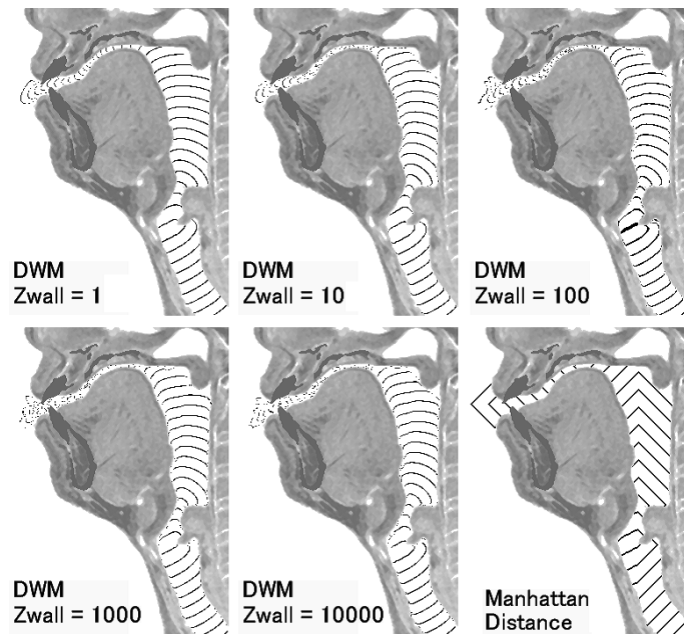 DWM
Zwall = 1
DWM
Zwall = 10
DWM
Zwall = 100
DWM
Zwall = 1000
DWM
Zwall = 10000
Manhattan
Distance